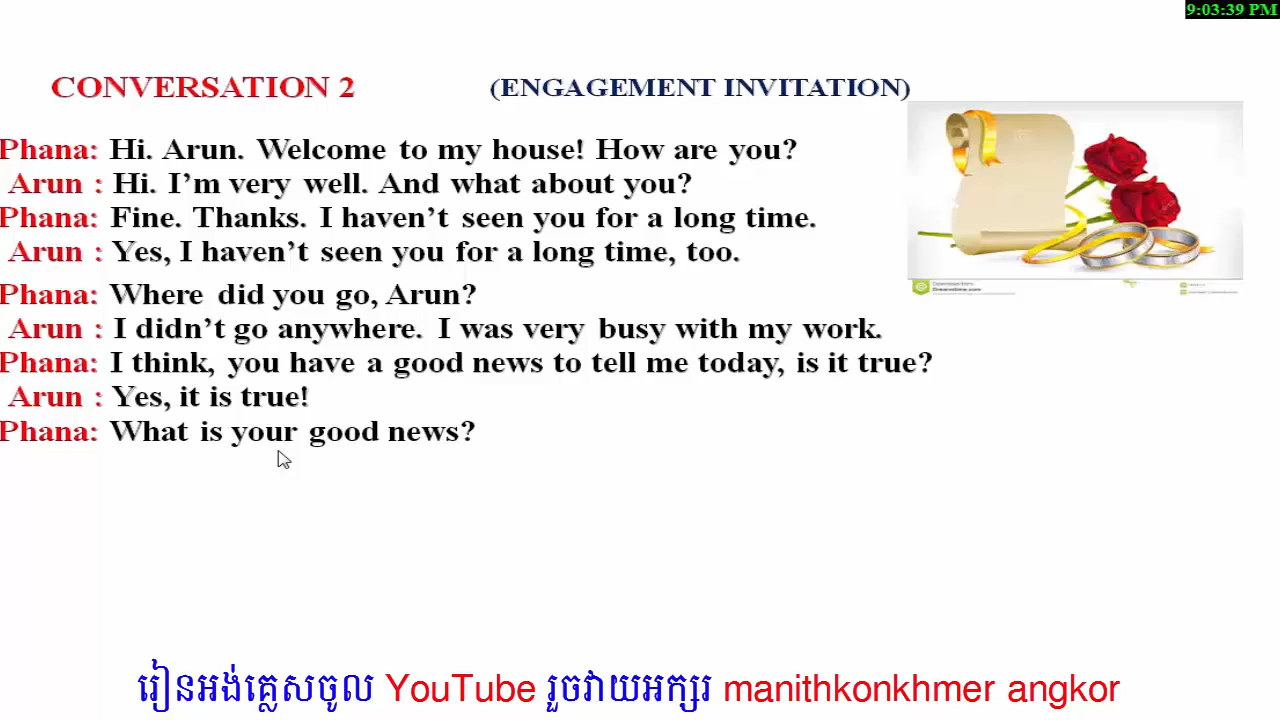 9:03:39 PM
CONVERSATION 2 (ENGAGEMENT INVITATION)
Phana: Hi. Arun. Welcome to my house! How are you?
Arun : Hi. I’m very well. And what about you?
Phana: Fine. Thanks. I haven’t seen you for a long time.
Arun : Yes, I haven’t seen you for a long time, too.
Phana: Where did you go, Arun?
Arun : I didn’t go anywhere. I was very busy with my work.
Phana: I think, you have a good news to tell me today, is it true?
Arun : Yes, it is true!
Phana: What is your good news?
រៀនអង់គ្លេសចូល YouTube រួចវាយអក្សរ manithkonkhmer angkor